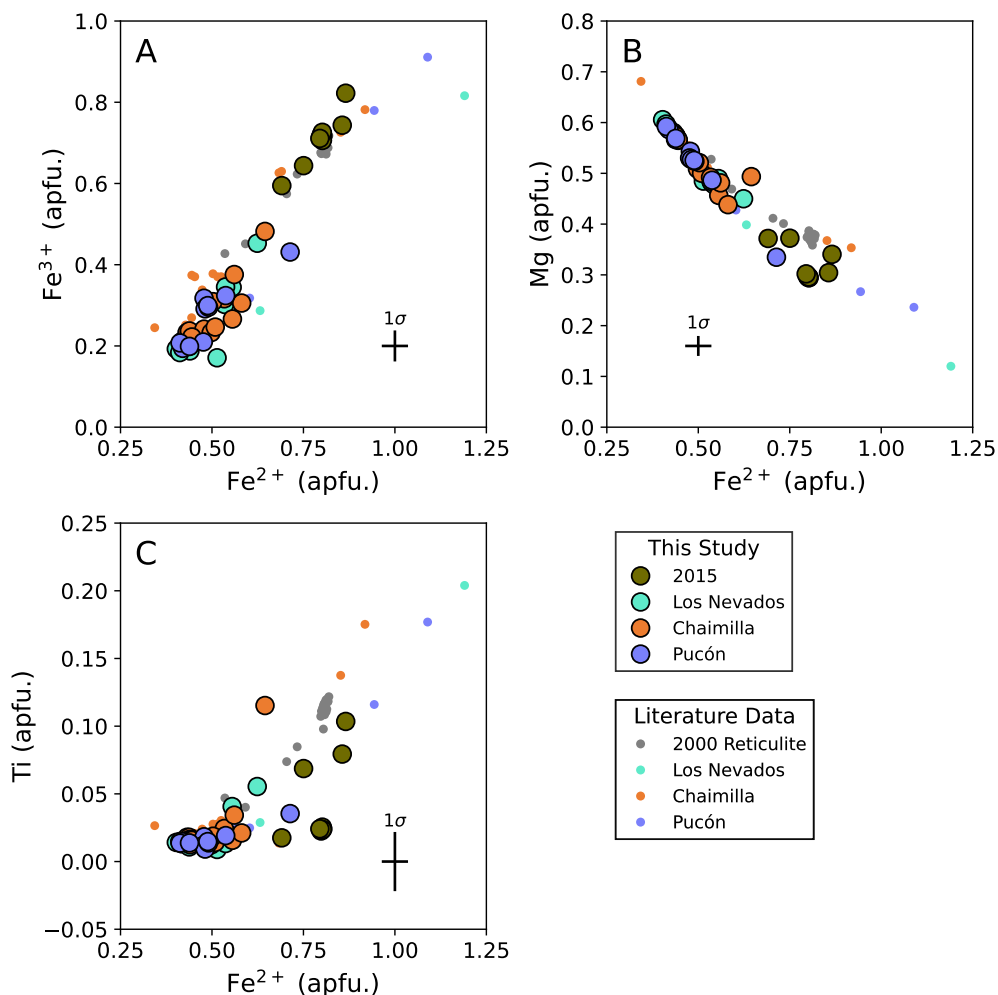 A
1.0
0.8
0.6
0.4
0.2
0.0
Fe³⁺ (apfu.)
1σ
0.25 0.50 0.75 1.00 1.25
Fe²⁺ (apfu.)
B
0.8
0.7
0.6
0.5
0.4
0.3
0.2
0.1
0.0
Mg (apfu.)
1σ
0.25 0.50 0.75 1.00 1.25
Fe²⁺ (apfu.)
C
0.25
0.20
0.15
0.10
0.05
0.00
−0.05
Ti (apfu.)
1σ
0.25 0.50 0.75 1.00 1.25
Fe²⁺ (apfu.)
This Study
2015
Los Nevados
Chaimilla
Pucón
Literature Data
2000 Reticulite
Los Nevados
Chaimilla
Pucón